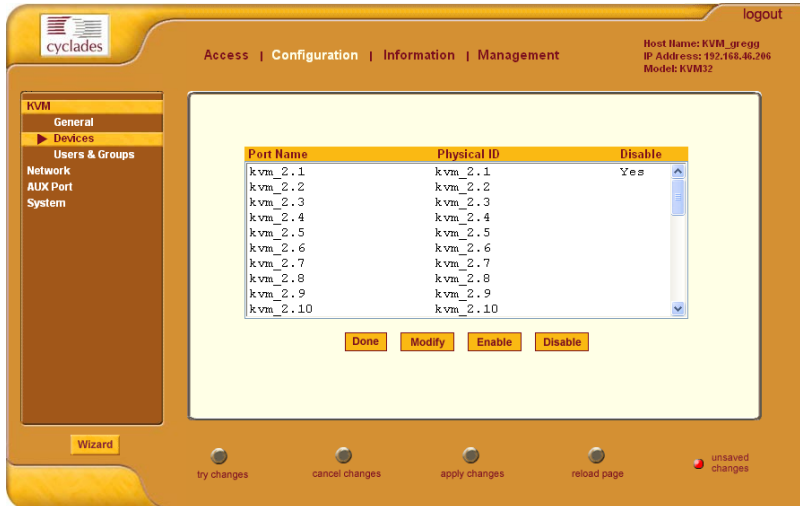 logout
cyclades
Access | Configuration | Information | Management
Host Name: KVM_gregg
IP Address: 192.168.46.206
Model: KVM32
KVM
General
Devices
Users & Groups
Network
AUX Port
System
Port Name Physical ID Disable
kvm_2.1 kvm_2.1 Yes
kvm_2.2 kvm_2.2
kvm_2.3 kvm_2.3
kvm_2.4 kvm_2.4
kvm_2.5 kvm_2.5
kvm_2.6 kvm_2.6
kvm_2.7 kvm_2.7
kvm_2.8 kvm_2.8
kvm_2.9 kvm_2.9
kvm_2.10 kvm_2.10
Done Modify Enable Disable
Wizard
try changes cancel changes apply changes reload page
unsaved
changes